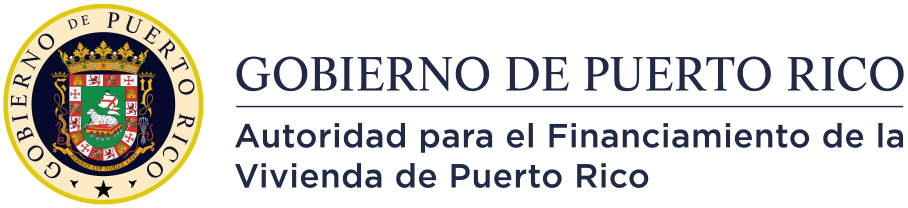 GOBIERNO DE PUERTO RICO
GOBIERNO DE PUERTO RICO
Autoridad para el Financiamiento de la
Vivienda de Puerto Rico